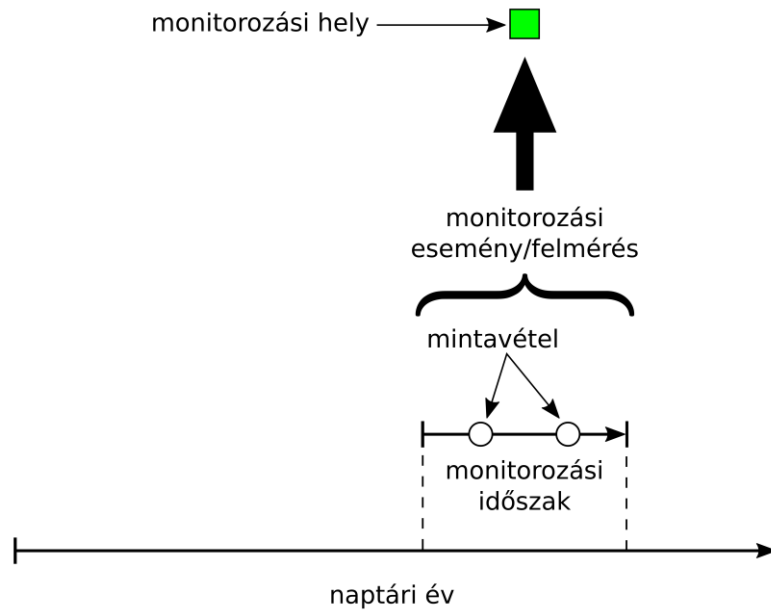 monitorozási hely
monitorozási
esemény/felmérés
mintavétel
monitorozási
időszak
naptári év